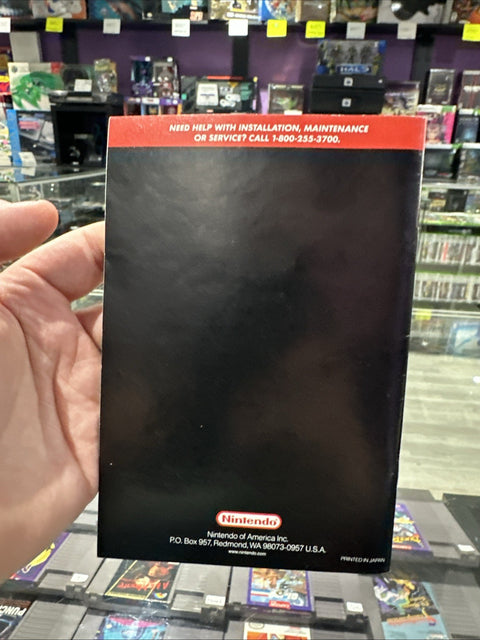 HALO
NEED HELP WITH INSTALLATION, MAINTENANCE
OR SERVICE? CALL 1-800-255-3700.
Nintendo
Nintendo of America Inc.
P.O. Box 957, Redmond, WA 98073-0957 U.S.A.
www.nintendo.com
PRINTED IN JAPAN